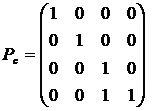 1 0 0 0
0 1 0 0
P_e =
0 0 1 0
0 0 1 1